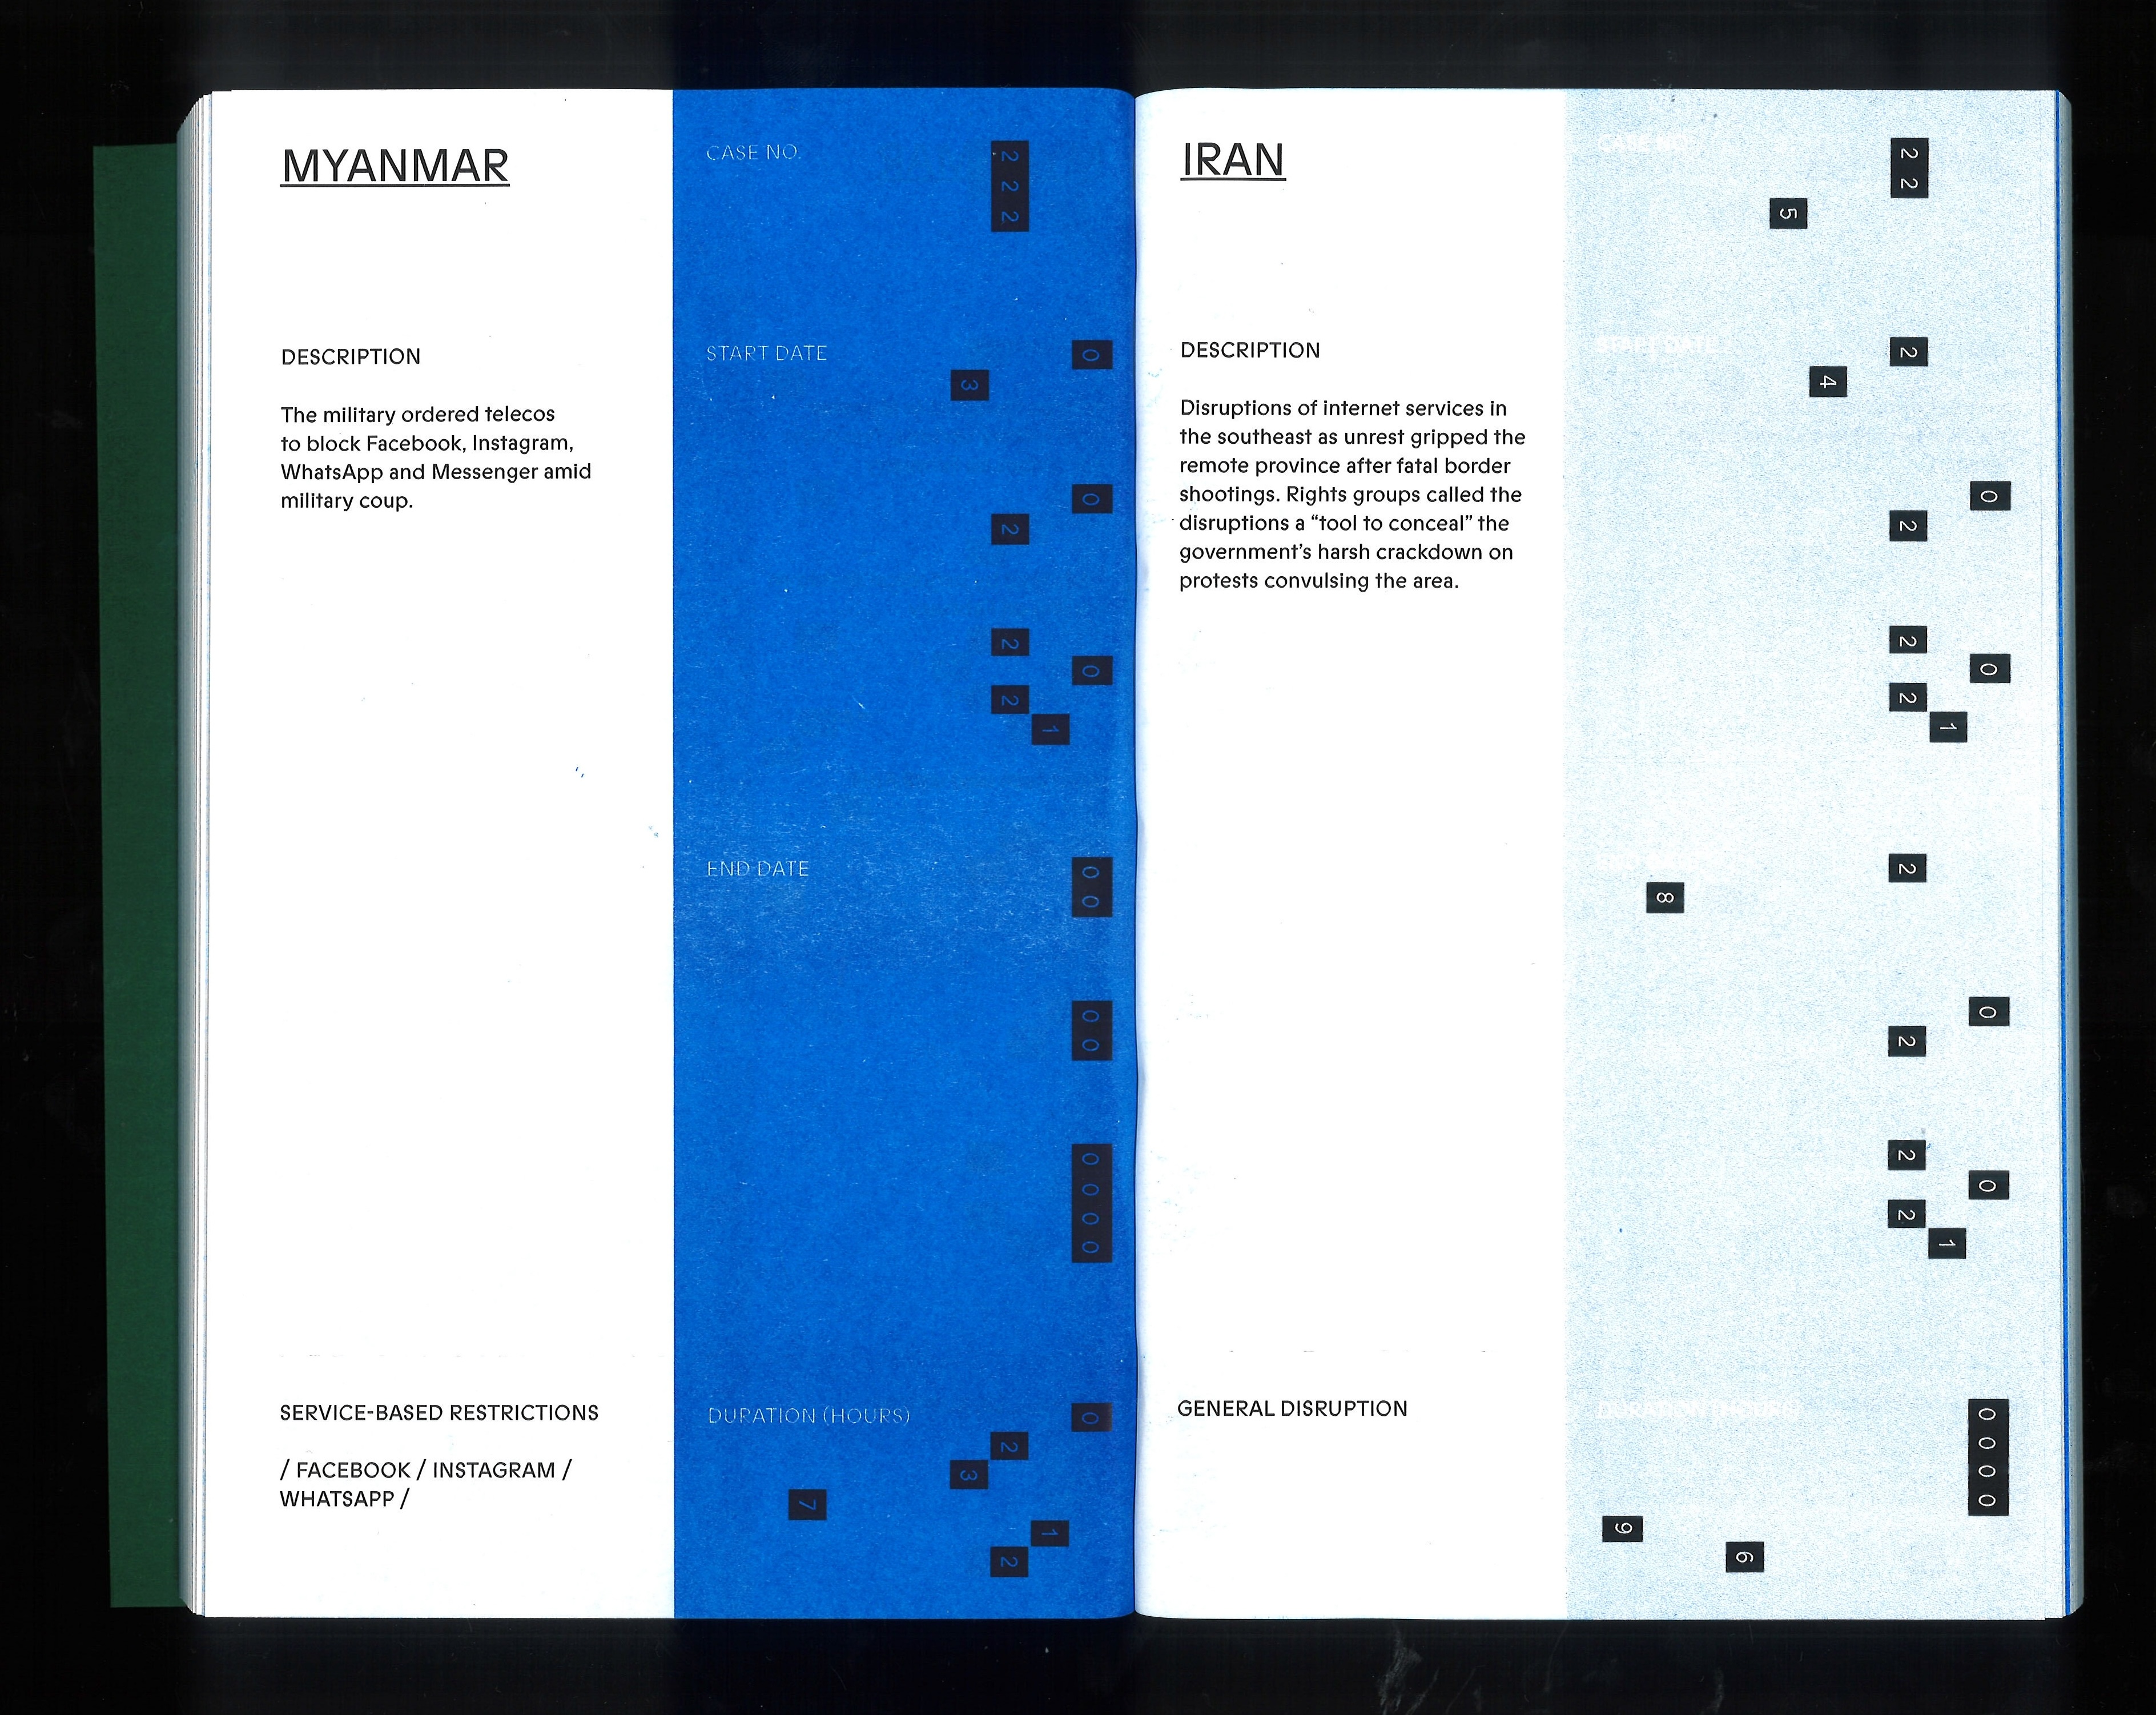 MYANMAR
DESCRIPTION
The military ordered telecos
to block Facebook, Instagram,
WhatsApp and Messenger amid
military coup.
SERVICE-BASED RESTRICTIONS
/ FACEBOOK / INSTAGRAM /
WHATSAPP /
CASE NO.
2
2
2
START DATE
0
3
0
2
2
0
2
1
END DATE
0
0
0
0
0
0
0
0
DURATION (HOURS)
0
2
3
7
1
2
IRAN
DESCRIPTION
Disruptions of internet services in
the southeast as unrest gripped the
remote province after fatal border
shootings. Rights groups called the
disruptions a “tool to conceal” the
government’s harsh crackdown on
protests convulsing the area.
GENERAL DISRUPTION
CASE NO.
2
2
5
START DATE
2
4
0
2
2
0
2
1
2
8
0
2
2
0
2
1
DURATION (HOURS)
0
0
0
0
9
6